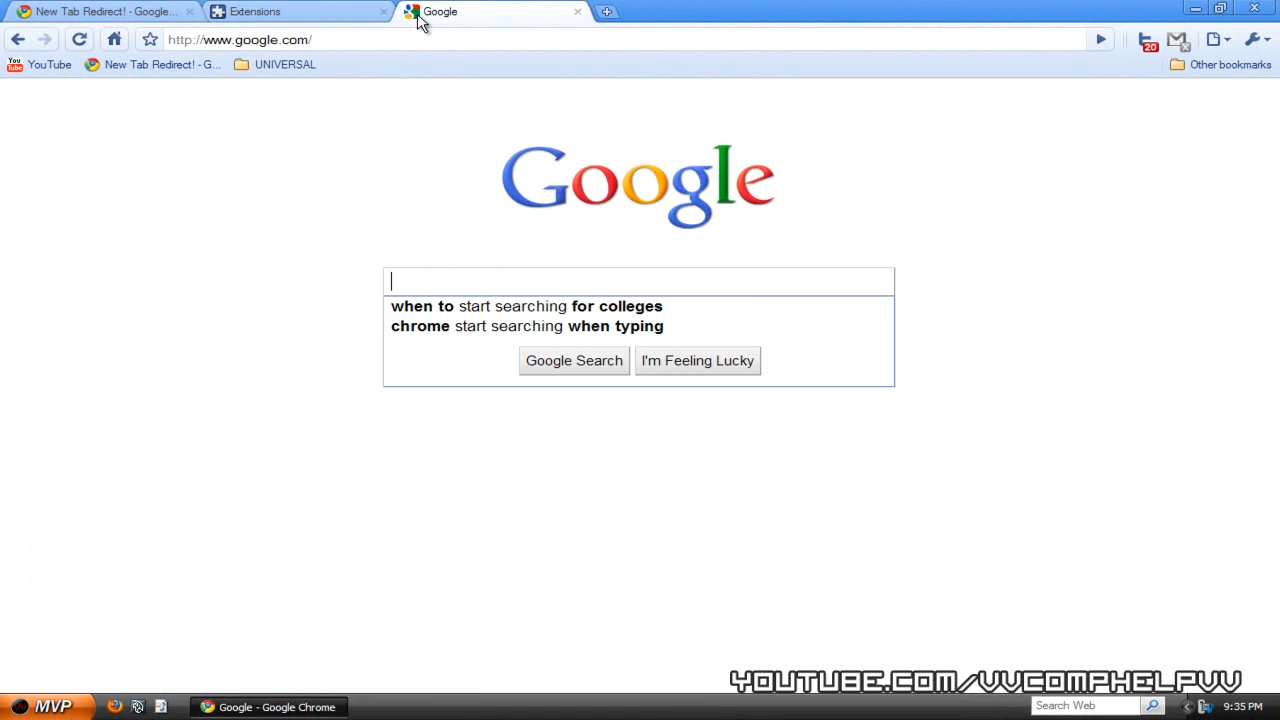 New Tab Redirect! - Google...
Extensions
Google
http://www.google.com/
20
You Tube
YouTube
New Tab Redirect! - G...
UNIVERSAL
Other bookmarks
Google
when to start searching for colleges
chrome start searching when typing
Google Search
I'm Feeling Lucky
YOUTUBE.COM/VVCOMPHELPVV
MVP
Google - Google Chrome
Search Web
9:35 PM